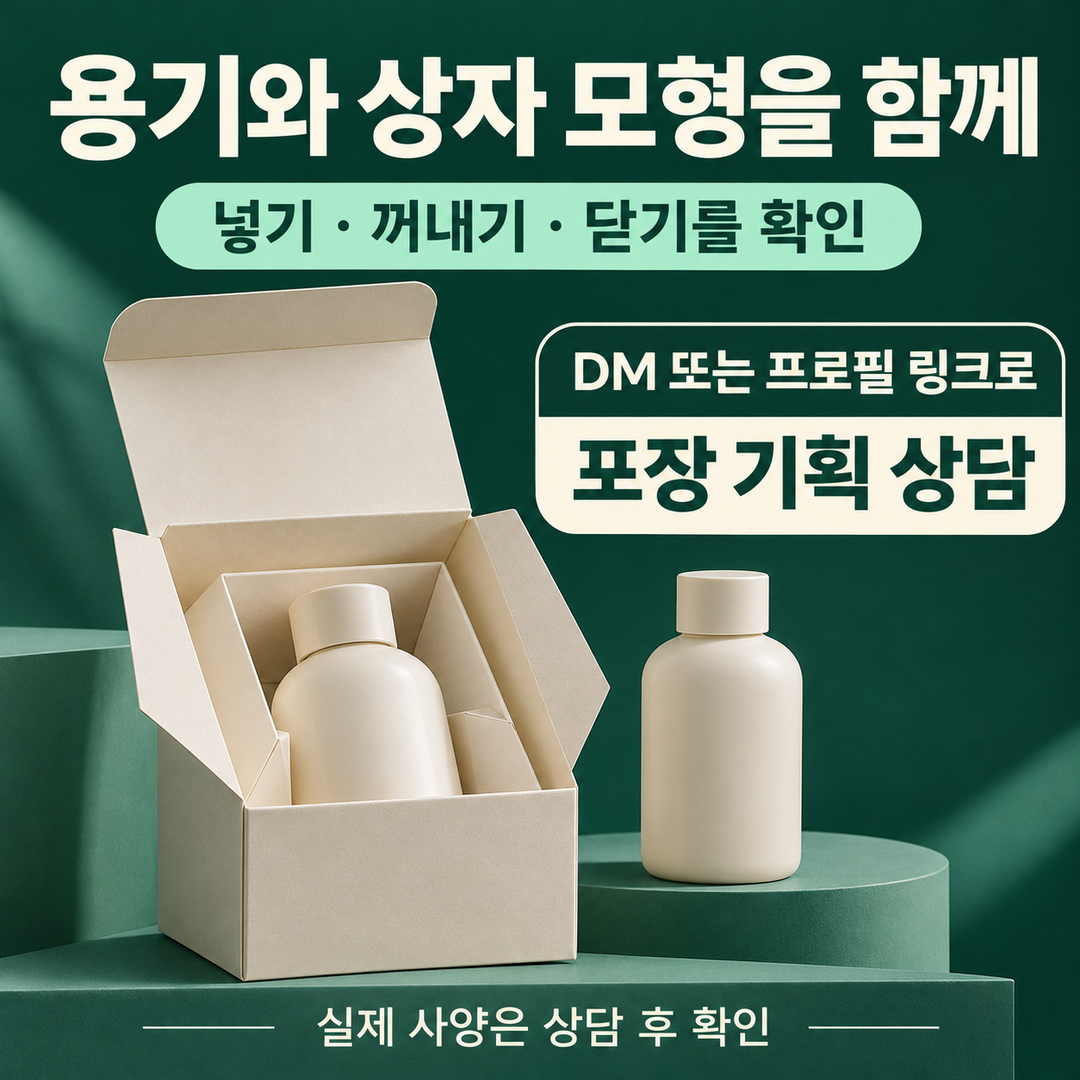 용기와 상자 모형을 함께
넣기 · 꺼내기 · 닫기를 확인
DM 또는 프로필 링크로
포장 기획 상담
실제 사양은 상담 후 확인